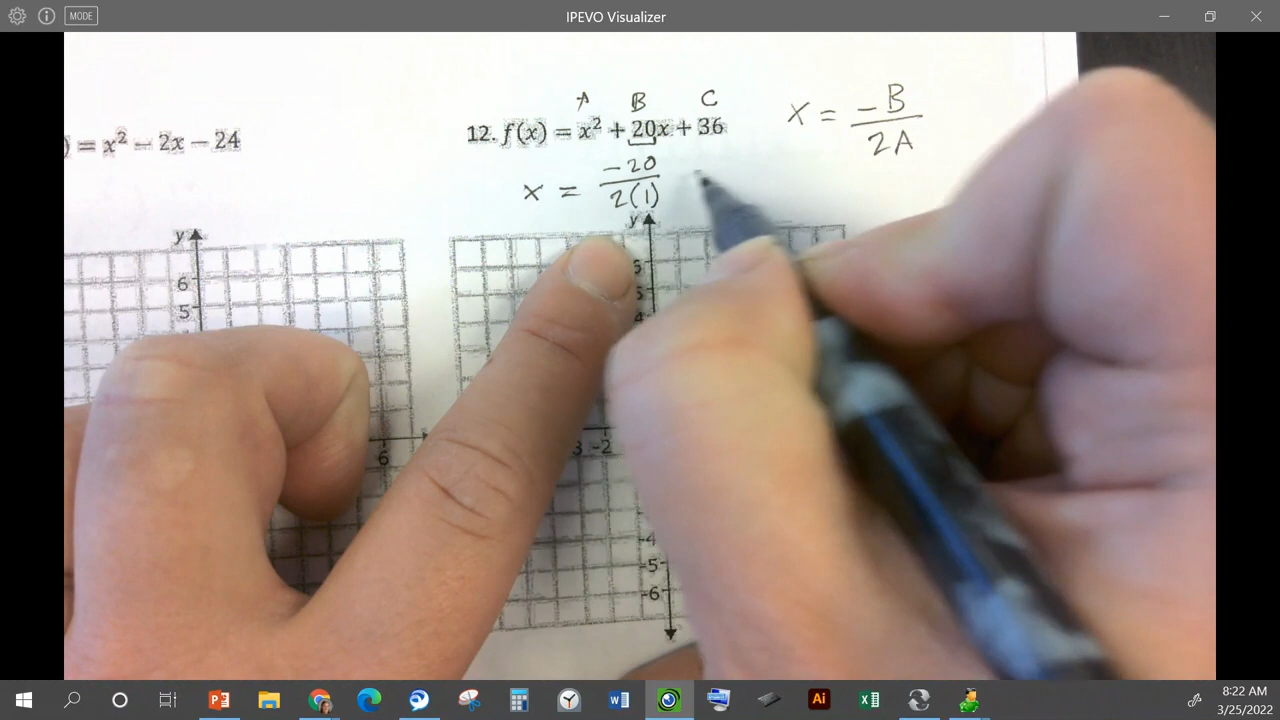 MODE
IPEVO Visualizer
) = x² − 2x − 24
A B C
12. f(x) = x² + 20x + 36
x = -B/2A
x = -20/2(1)
y
6
5
6
y
5
4
3 -2
-4
-5
-6
8:22 AM
3/25/2022